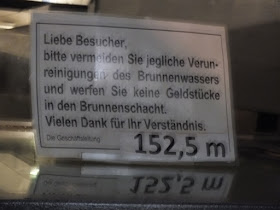 Liebe Besucher,
bitte vermeiden Sie jegliche Verun-
reinigungen des Brunnenwassers
und werfen Sie keine Geldstücke
in den Brunnenschacht.
Vielen Dank für Ihr Verständnis.
Die Geschäftsleitung
152,5 m